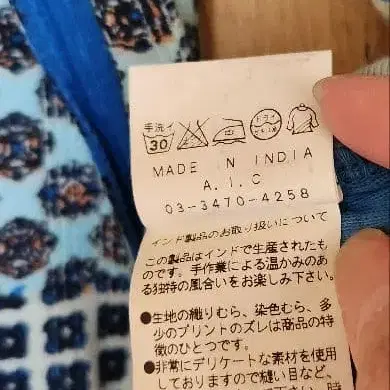 手洗イ
30
ドライ
MADE IN INDIA
A.I.C
03-3470-4258
インド製品のお取り扱いについて
この製品はインドで生産されたも
のです。手作業による温かみのあ
る独特の風合いをお楽しみ下さい。
●生地の織りむら、染色むら、多
少のプリントのズレは商品の特
徴のひとつです。
●非常にデリケートな素材を使用
しておりますので縫い目など、